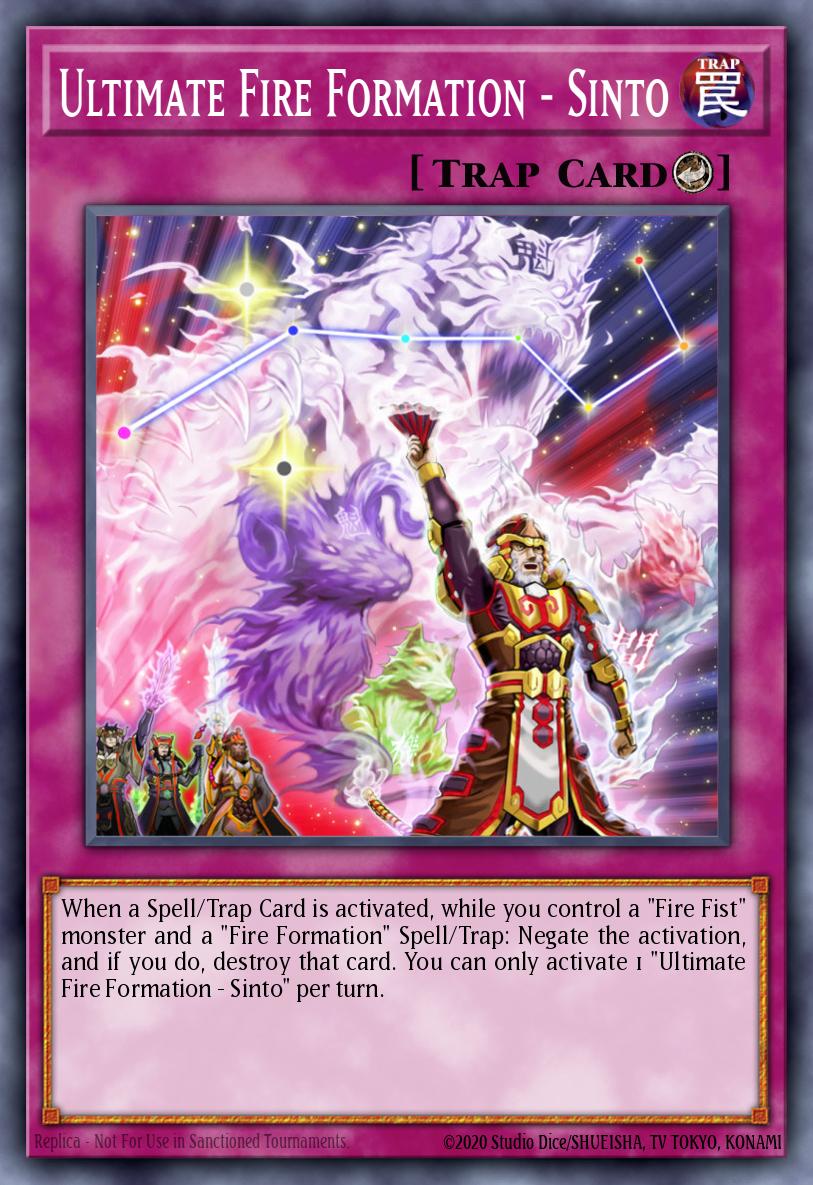 ULTIMATE FIRE FORMATION - SINTO
TRAP
罠
[TRAP CARD]
魁
魁
When a Spell/Trap Card is activated, while you control a "Fire Fist"
monster and a "Fire Formation" Spell/Trap: Negate the activation,
and if you do, destroy that card. You can only activate 1 "Ultimate
Fire Formation - Sinto" per turn.
Replica - Not For Use in Sanctioned Tournaments.
©2020 Studio Dice/SHUEISHA, TV TOKYO, KONAMI